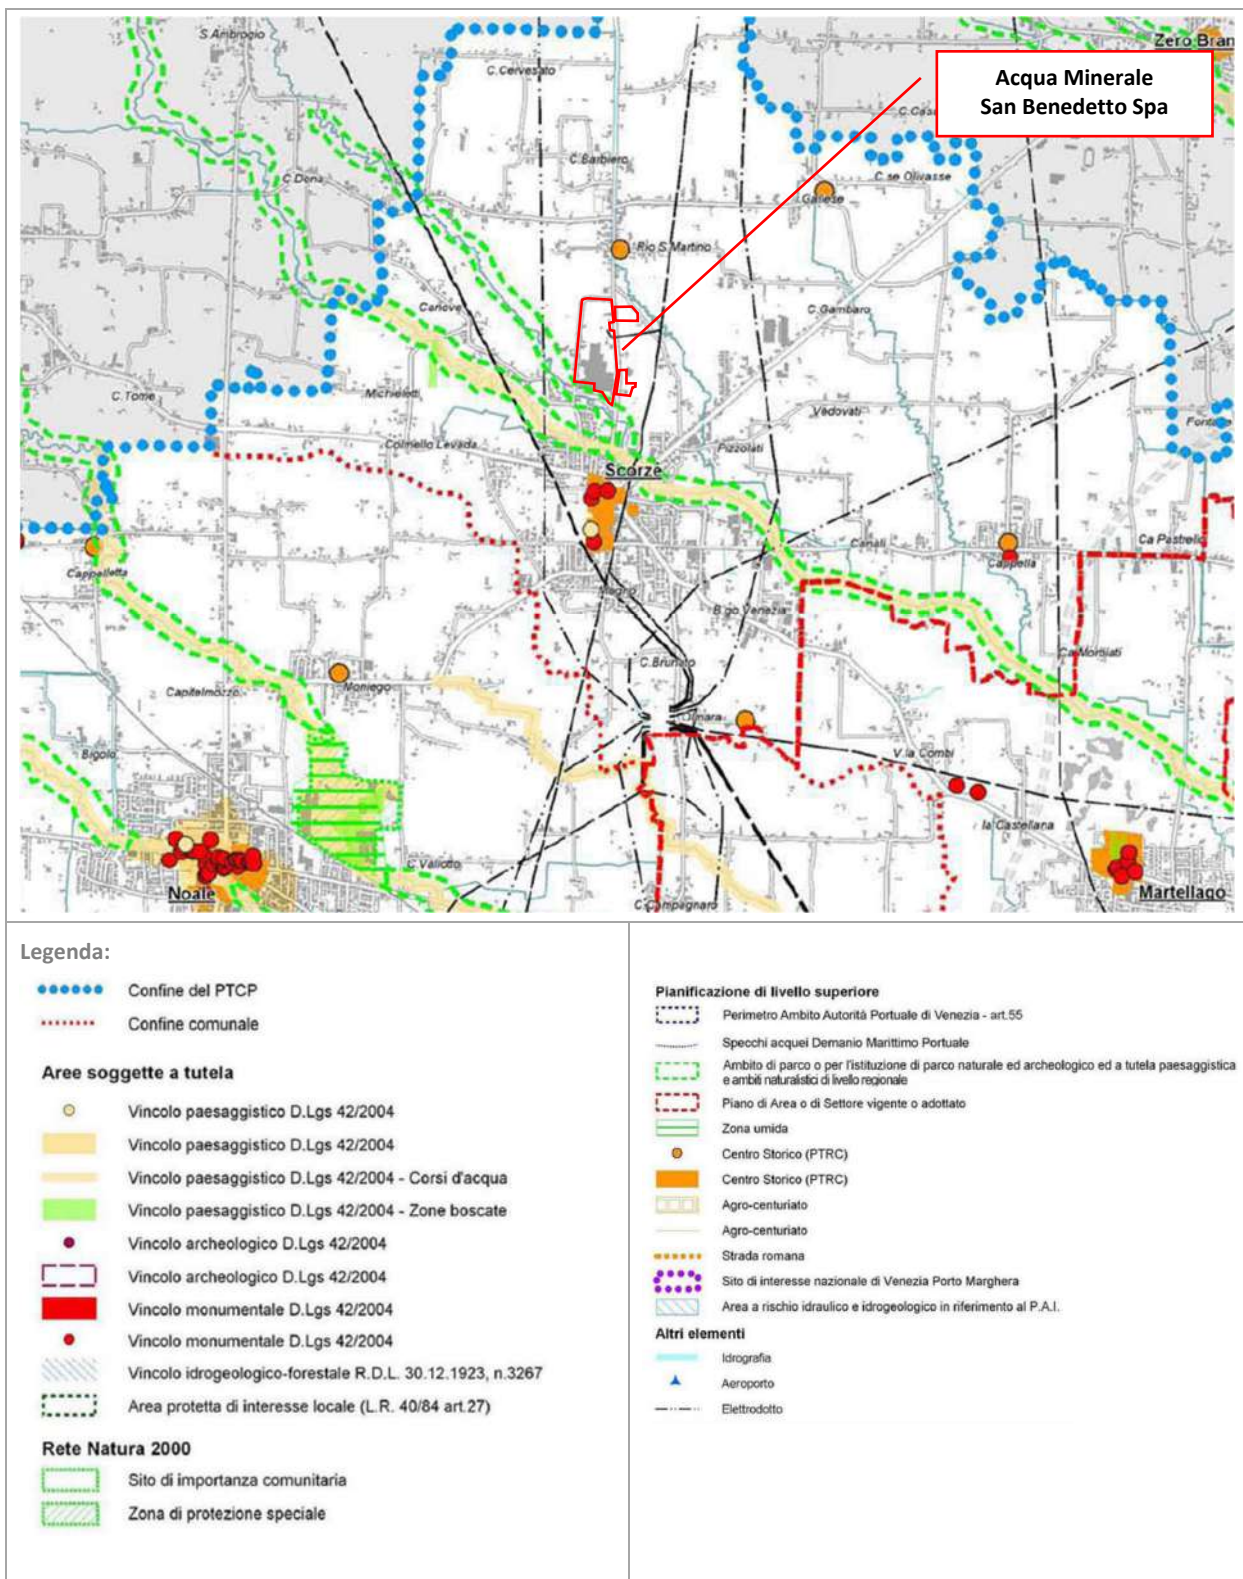 S.Ambrogio
Zero Bran
C.Cervesato
Acqua Minerale
San Benedetto Spa
C.Barbiero
C.se Olivasse
C.Dona
Rio S.Martino
Canove
C.Gambaro
C.Tome
Michieletti
Vedovati
Colmello Levada
Pizzolati
Scorze
Canali
Ca Pastrello
Cappelletta
Cappella
B.go Venezia
C.Brunato
Ca Morbiati
Capitelmozzo
Moniego
Bigolo
V.la Combi
la Castellana
C.Valiotto
Noale
Martellago
C.Campagnaro
Legenda:
Confine del PTCP
Confine comunale
Aree soggette a tutela
Vincolo paesaggistico D.Lgs 42/2004
Vincolo paesaggistico D.Lgs 42/2004
Vincolo paesaggistico D.Lgs 42/2004 - Corsi d'acqua
Vincolo paesaggistico D.Lgs 42/2004 - Zone boscate
Vincolo archeologico D.Lgs 42/2004
Vincolo archeologico D.Lgs 42/2004
Vincolo monumentale D.Lgs 42/2004
Vincolo monumentale D.Lgs 42/2004
Vincolo idrogeologico-forestale R.D.L. 30.12.1923, n.3267
Area protetta di interesse locale (L.R. 40/84 art.27)
Rete Natura 2000
Sito di importanza comunitaria
Zona di protezione speciale
Pianificazione di livello superiore
Perimetro Ambito Autorità Portuale di Venezia - art.55
Specchi acquei Demanio Marittimo Portuale
Ambito di parco o per l'istituzione di parco naturale ed archeologico ed a tutela paesaggistica
e ambiti naturalistici di livello regionale
Piano di Area o di Settore vigente o adottato
Zona umida
Centro Storico (PTRC)
Centro Storico (PTRC)
Agro-centuriato
Agro-centuriato
Strada romana
Sito di interesse nazionale di Venezia Porto Marghera
Area a rischio idraulico e idrogeologico in riferimento al P.A.I.
Altri elementi
Idrografia
Aeroporto
Elettrodotto